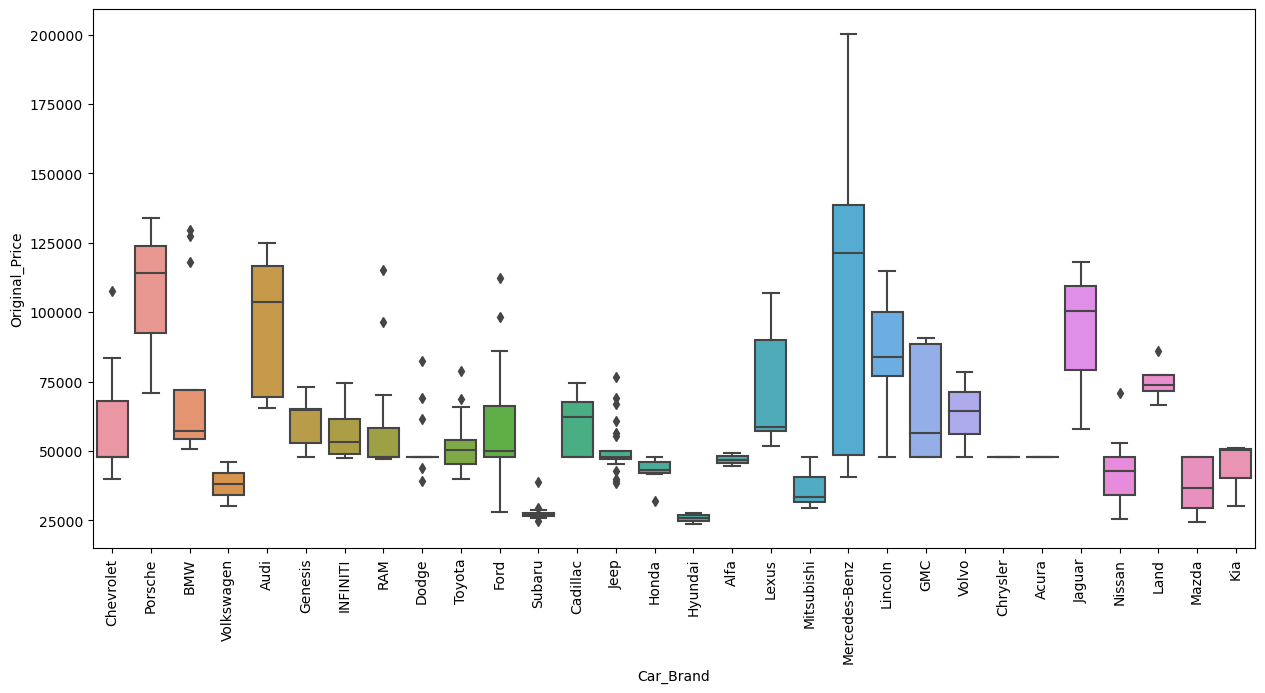 200000
175000
150000
125000
100000
75000
50000
25000
Original_Price
Chevrolet
Porsche
BMW
Volkswagen
Audi
Genesis
INFINITI
RAM
Dodge
Toyota
Ford
Subaru
Cadillac
Jeep
Honda
Hyundai
Alfa
Lexus
Mitsubishi
Mercedes-Benz
Lincoln
GMC
Volvo
Chrysler
Acura
Jaguar
Nissan
Land
Mazda
Kia
Car_Brand